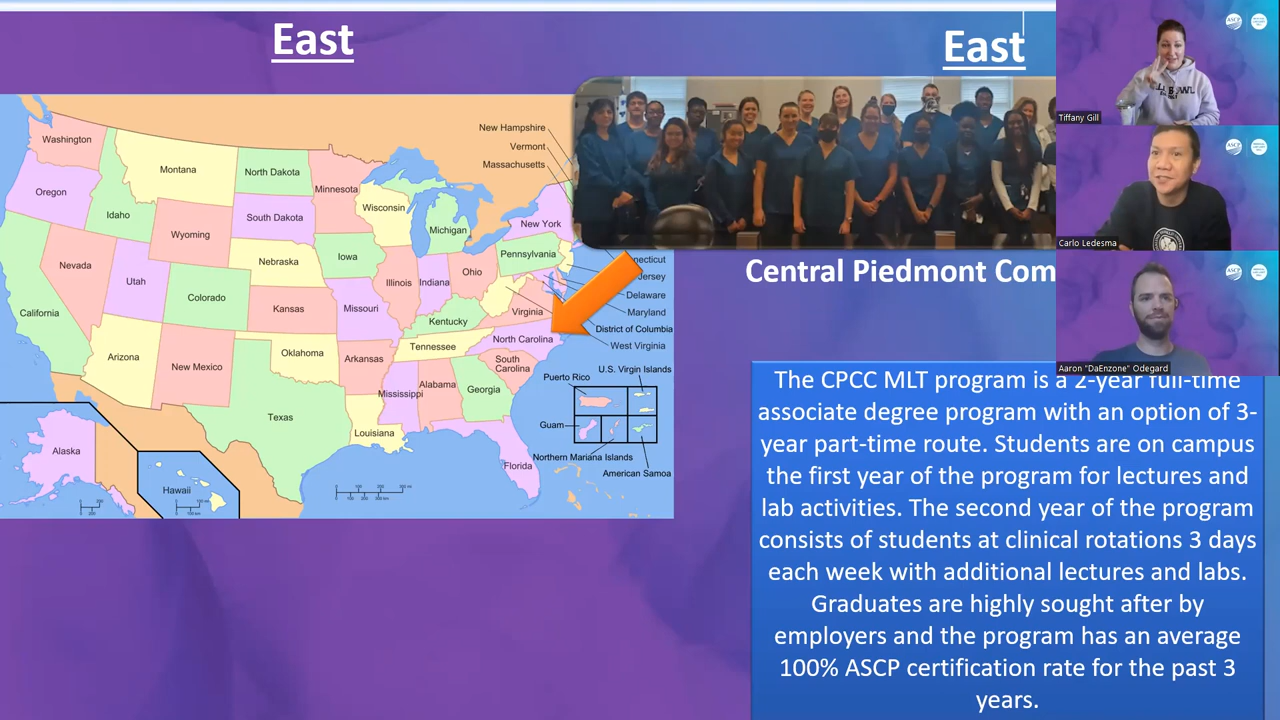 East
East
Tiffany Gill
Carlo Ledesma
Aaron "DaEnzone" Odegard
Central Piedmont Com
The CPCC MLT program is a 2-year full-time
associate degree program with an option of 3-
year part-time route. Students are on campus
the first year of the program for lectures and
lab activities. The second year of the program
consists of students at clinical rotations 3 days
each week with additional lectures and labs.
Graduates are highly sought after by
employers and the program has an average
100% ASCP certification rate for the past 3
years.
Washington
Montana
North Dakota
Minnesota
Oregon
Idaho
South Dakota
Wisconsin
Wyoming
Michigan
New York
New Hampshire
Vermont
Massachusetts
Nevada
Nebraska
Iowa
Pennsylvania
Utah
Colorado
Illinois
Indiana
Ohio
necticut
Jersey
Delaware
Maryland
District of Columbia
West Virginia
California
Kansas
Missouri
Kentucky
Virginia
Arizona
New Mexico
Oklahoma
Arkansas
Tennessee
North Carolina
South
Carolina
Texas
Louisiana
Mississippi
Alabama
Georgia
Florida
Alaska
Hawaii
Puerto Rico
U.S. Virgin Islands
Guam
Northern Mariana Islands
American Samoa
ASCP
ASCP
ASCP